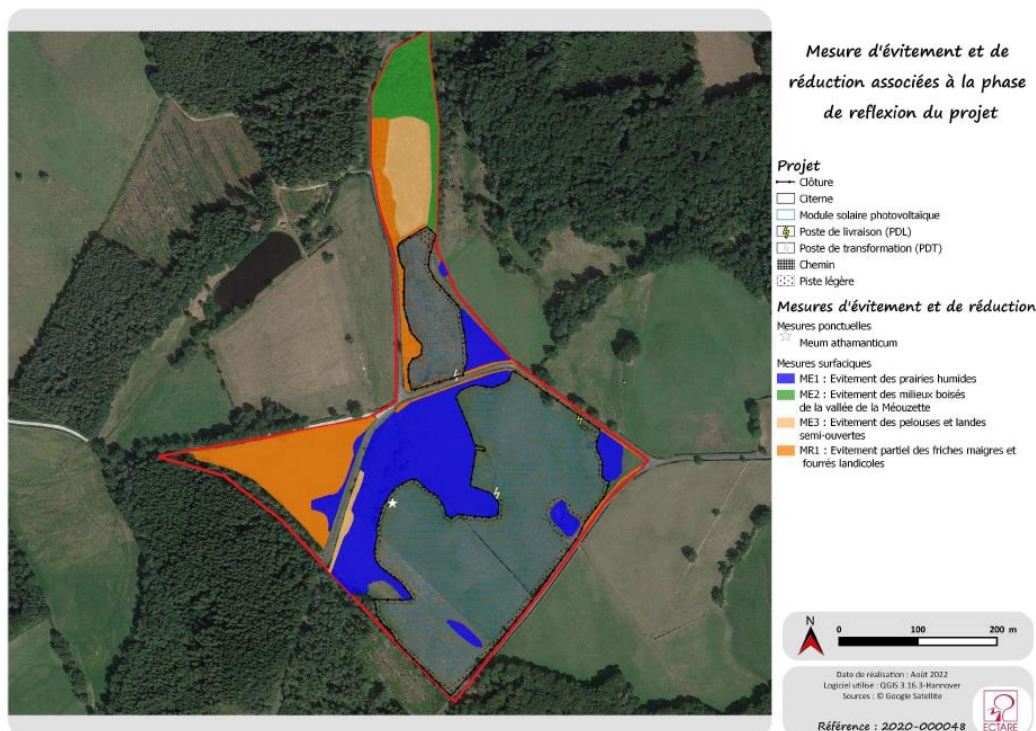 Mesure d'évitement et de
réduction associées à la phase
de reflexion du projet
Projet
Clôture
Citerne
Module solaire photovoltaïque
Poste de livraison (PDL)
Poste de transformation (PDT)
Chemin
Piste légère
Mesures d'évitement et de réduction
Mesures ponctuelles
Meum athamanticum
Mesures surfaciques
ME1 : Evitement des prairies humides
ME2 : Evitement des milieux boisés
de la vallée de la Méouzette
ME3 : Evitement des pelouses et landes
semi-ouvertes
MR1 : Evitement partiel des friches maigres et
fourrés landicoles
N
0 100 200 m
Date de réalisation : Août 2022
Logiciel utilisé : QGIS 3.16.3-Hannover
Sources : © Google Satellite
Référence : 2020-000048
ECTARE